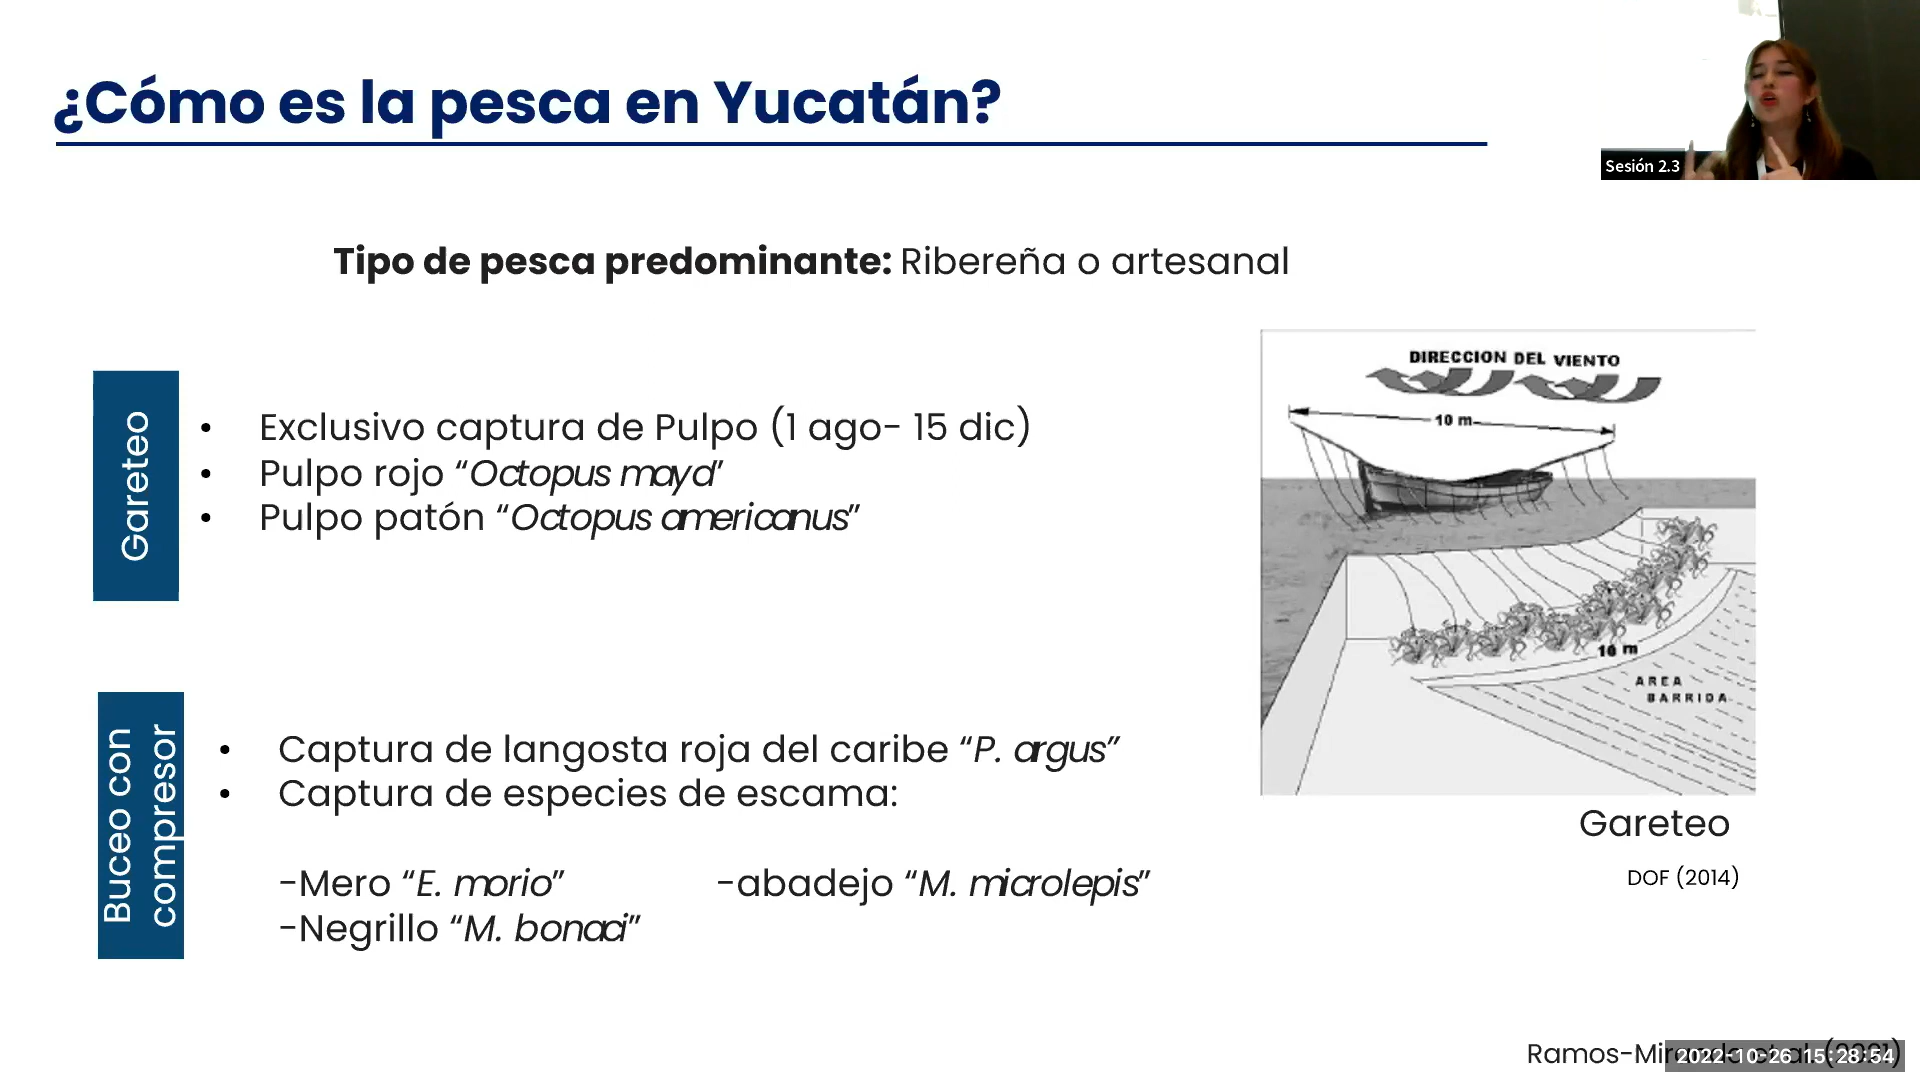 ¿Cómo es la pesca en Yucatán?
Sesión 2.3
Tipo de pesca predominante: Ribereña o artesanal
Gareteo
• Exclusivo captura de Pulpo (1 ago- 15 dic)
• Pulpo rojo “Octopus maya”
• Pulpo patón “Octopus americanus”
DIRECCION DEL VIENTO
10 m
10 m
AREA
BARRIDA
Gareteo
DOF (2014)
Buceo con
compresor
• Captura de langosta roja del caribe “P. argus”
• Captura de especies de escama:
-Mero “E. morio” -abadejo “M. microlepis”
-Negrillo “M. bonaci”
2022-10-26 15:28:54